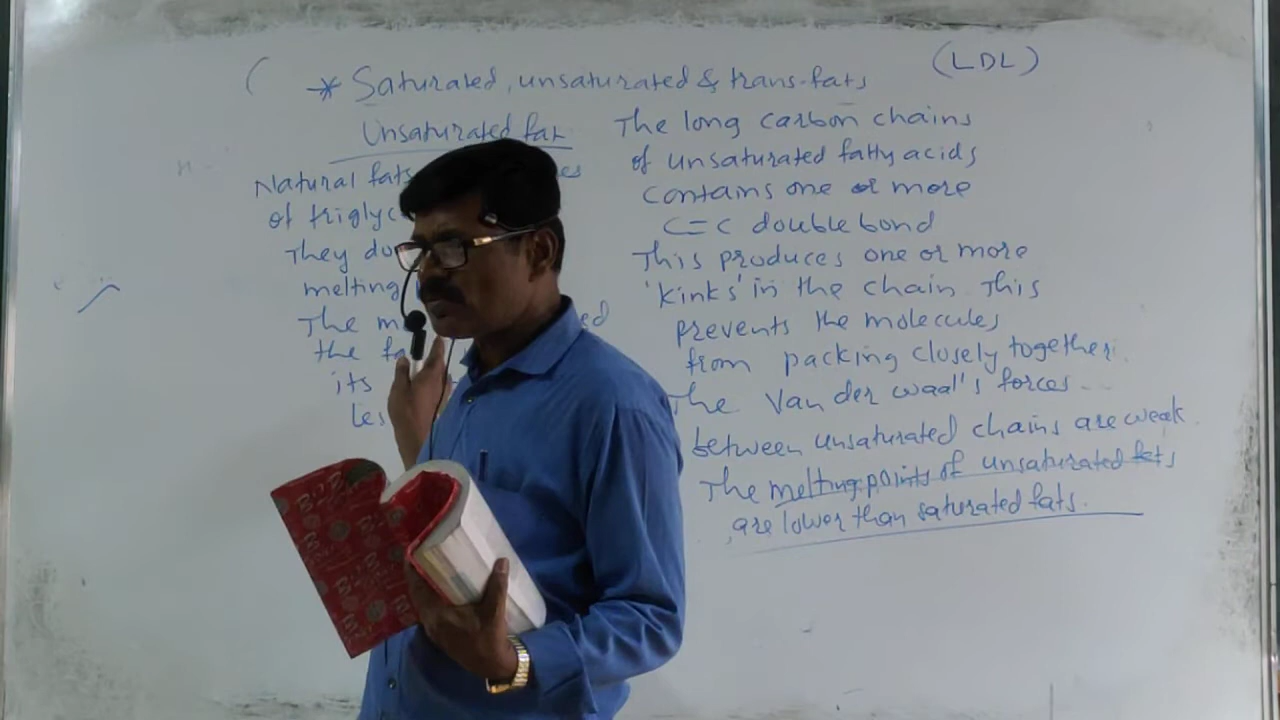 * Saturated, unsaturated & trans-fats
(LDL)
Unsaturated fat
Natural fats
of triglyc
They do
melting
The m
the fa
its
les
The long carbon chains
of unsaturated fatty acids
contains one or more
C=C double bond
This produces one or more
'kinks' in the chain This
prevents the molecules
from packing closely together.
The Van der waal's forces
between unsaturated chains are weak
The melting points of unsaturated fats
are lower than saturated fats.